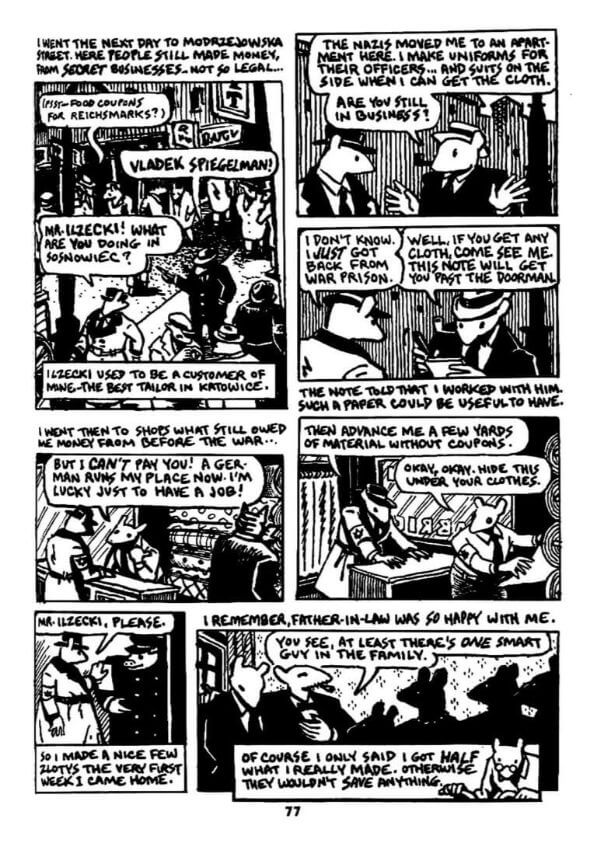 I WENT THE NEXT DAY TO MODRZEJOWSKA
STREET. HERE PEOPLE STILL MADE MONEY,
FROM SECRET BUSINESSES-NOT SO LEGAL...
(PSST-FOOD COUPONS
FOR REICHSMARKS?)
VLADEK SPIEGELMAN!
MR. ILZECKI! WHAT
ARE YOU DOING IN
SOSNOWIEC?
ILZECKI USED TO BE A CUSTOMER OF
MINE-THE BEST TAILOR IN KATOWICE.
THE NAZIS MOVED ME TO AN APART-
MENT HERE. I MAKE UNIFORMS FOR
THEIR OFFICERS... AND SUITS ON THE
SIDE WHEN I CAN GET THE CLOTH.
ARE YOU STILL
IN BUSINESS?
I DON'T KNOW.
I JUST GOT
BACK FROM
WAR PRISON.
WELL, IF YOU GET ANY
CLOTH, COME SEE ME.
THIS NOTE WILL GET
YOU PAST THE DOORMAN.
THE NOTE TOLD THAT I WORKED WITH HIM.
SUCH A PAPER COULD BE USEFUL TO HAVE.
I WENT THEN TO SHOPS WHAT STILL OWED
ME MONEY FROM BEFORE THE WAR...
BUT I CAN'T PAY YOU! A GER-
MAN RUNS MY PLACE NOW. I'M
LUCKY JUST TO HAVE A JOB!
THEN ADVANCE ME A FEW YARDS
OF MATERIAL WITHOUT COUPONS.
OKAY, OKAY. HIDE THIS
UNDER YOUR CLOTHES.
MR. ILZECKI, PLEASE.
SO I MADE A NICE FEW
ZLOTYS THE VERY FIRST
WEEK I CAME HOME.
I REMEMBER, FATHER-IN-LAW WAS SO HAPPY WITH ME.
YOU SEE, AT LEAST THERE'S ONE SMART
GUY IN THE FAMILY.
OF COURSE I ONLY SAID I GOT HALF
WHAT I REALLY MADE. OTHERWISE
THEY WOULDN'T SAVE ANYTHING.
77